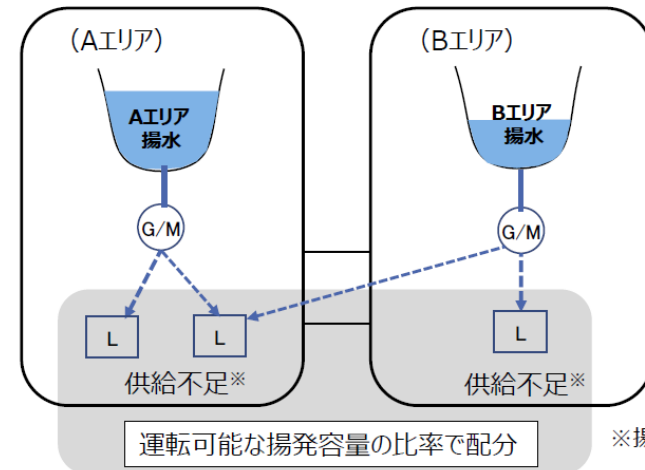 （Aエリア）
（Bエリア）
Aエリア
揚水
Bエリア
揚水
G/M
G/M
L
L
L
供給不足※
供給不足※
運転可能な揚発容量の比率で配分
※揚